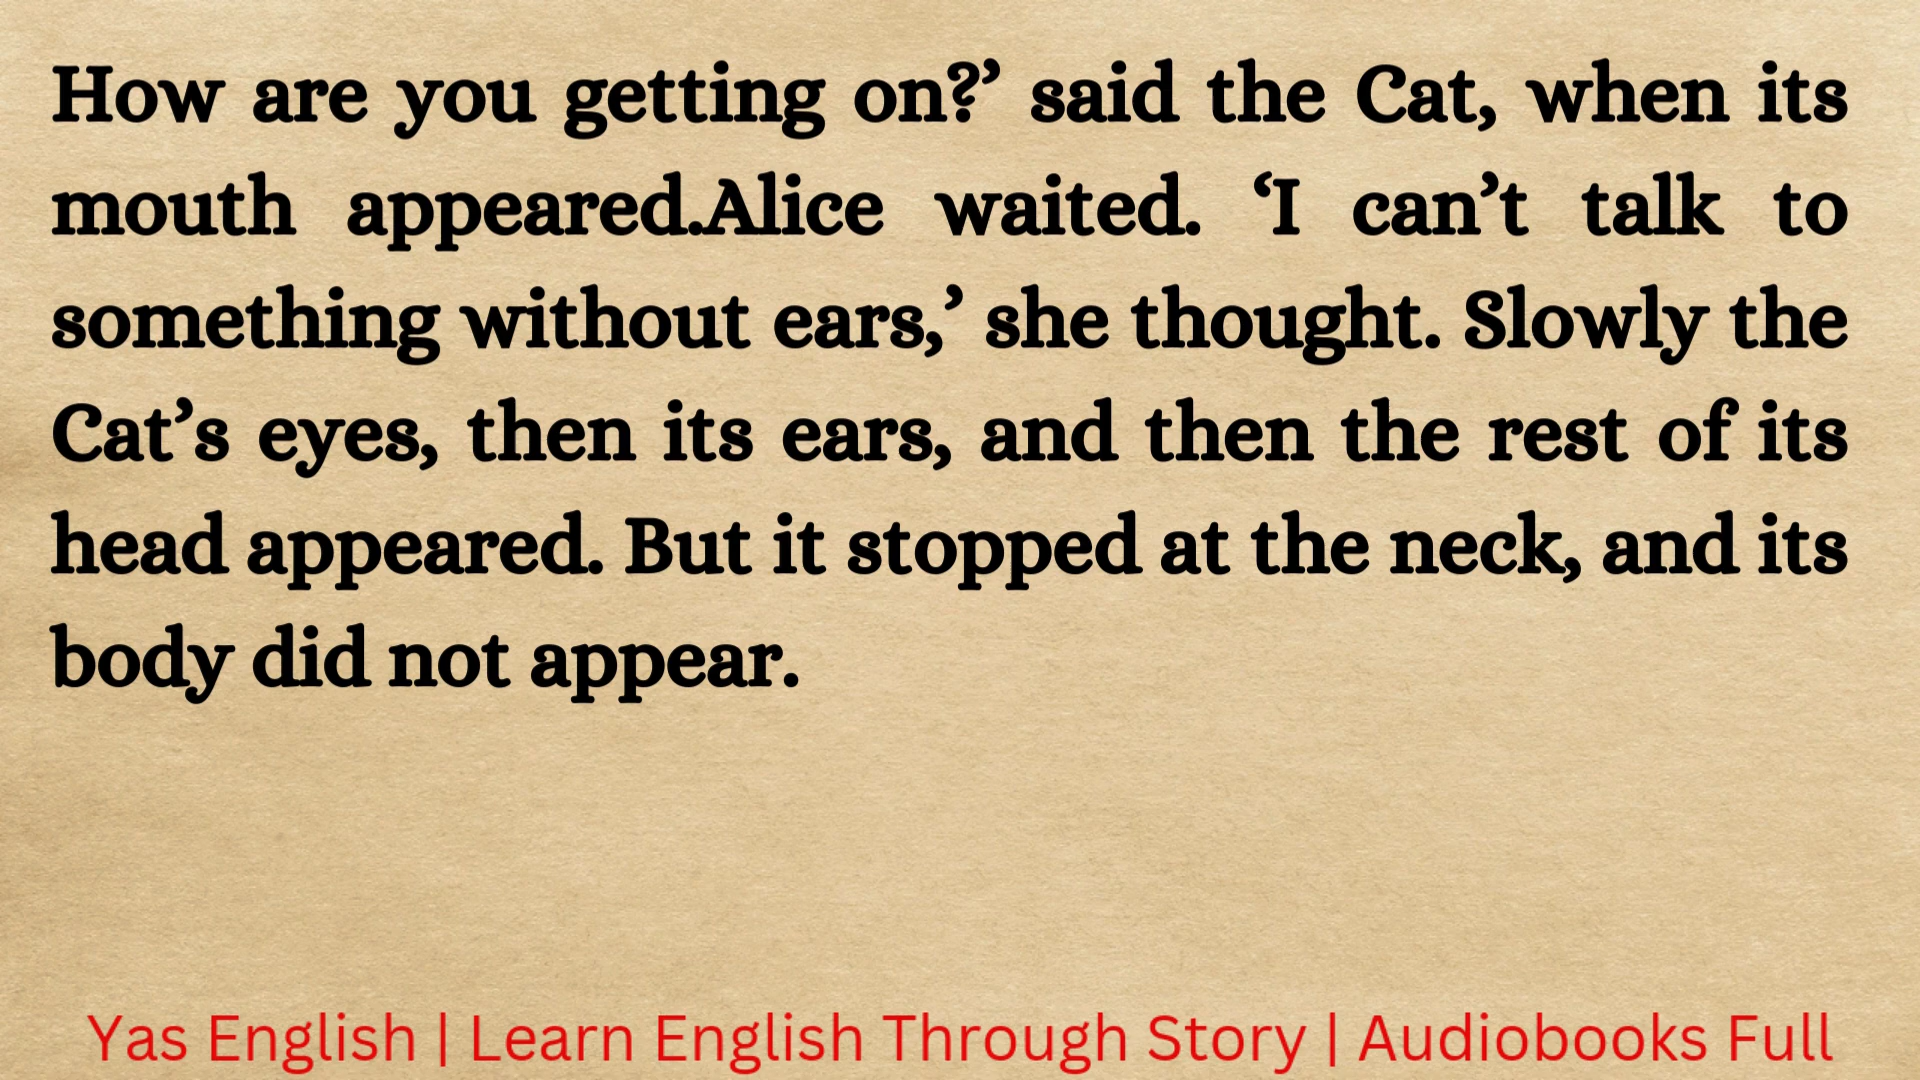 How are you getting on?’ said the Cat, when its
mouth appeared.Alice waited. ‘I can’t talk to
something without ears,’ she thought. Slowly the
Cat’s eyes, then its ears, and then the rest of its
head appeared. But it stopped at the neck, and its
body did not appear.
Yas English | Learn English Through Story | Audiobooks Full